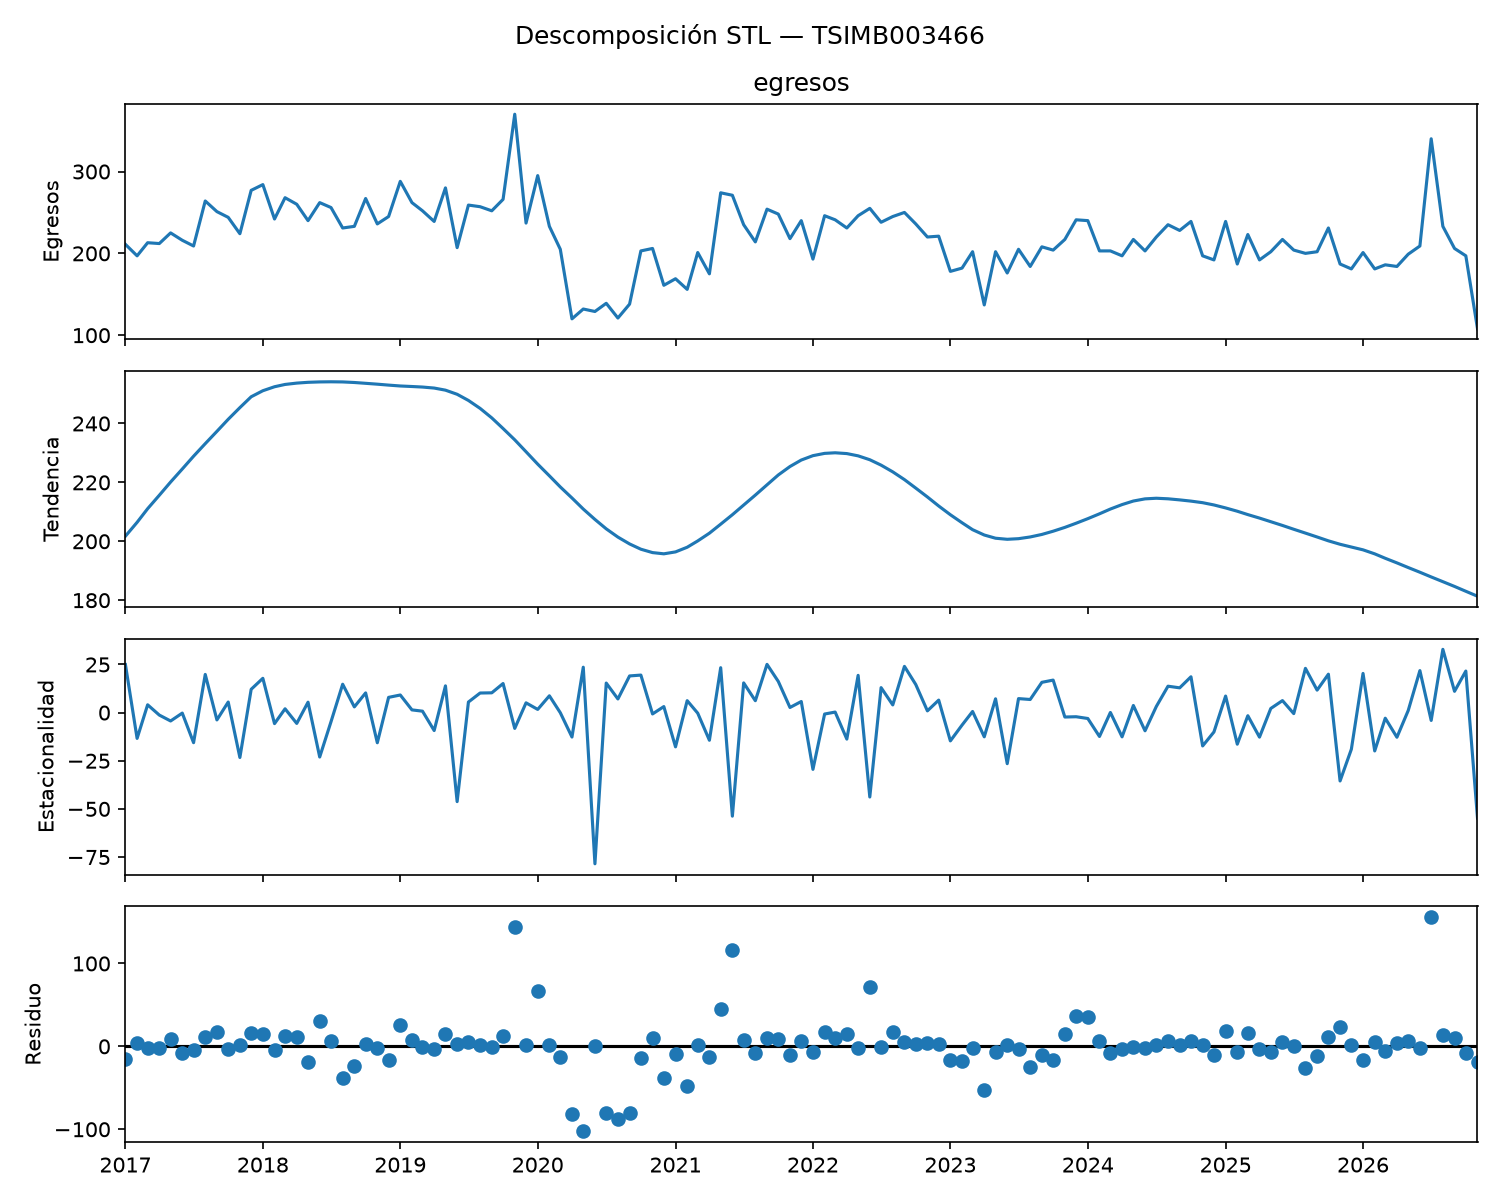 Descomposición STL — TSIMB003466
egresos
Egresos
300
200
100
Tendencia
240
220
200
180
Estacionalidad
25
0
−25
−50
−75
Residuo
100
0
−100
2017 2018 2019 2020 2021 2022 2023 2024 2025 2026